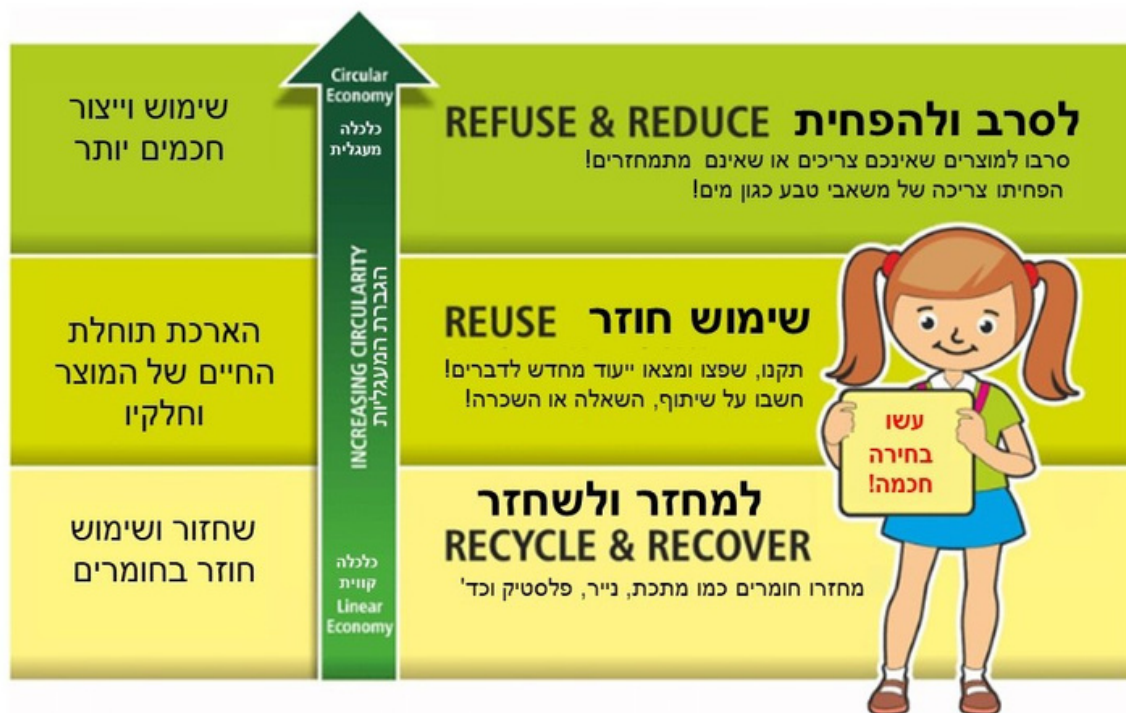 שימוש וייצור
חכמים יותר
Circular
Economy
כלכלה
מעגלית
REFUSE & REDUCE לסרב ולהפחית
סרבו למוצרים שאינכם צריכים או שאינם מתמחזרים!
הפחיתו צריכה של משאבי טבע כגון מים!
הארכת תוחלת
החיים של המוצר
וחלקיו
INCREASING CIRCULARITY
הגברת המעגליות
REUSE שימוש חוזר
תקנו, שפצו ומצאו ייעוד מחדש לדברים!
חשבו על שיתוף, השאלה או השכרה!
עשו
בחירה
חכמה!
שחזור ושימוש
חוזר בחומרים
כלכלה
קווית
Linear
Economy
למחזר ולשחזר
RECYCLE & RECOVER
מחזרו חומרים כמו מתכת, נייר, פלסטיק וכד'